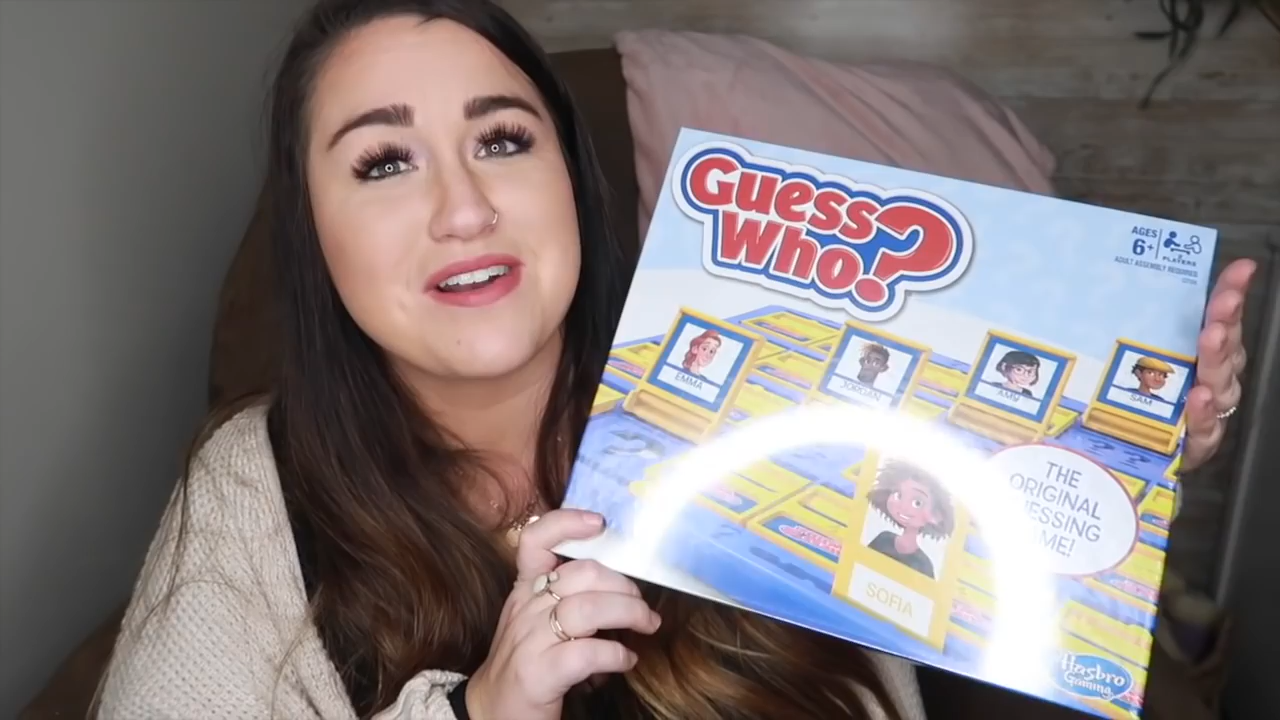 GUESS
WHO?
AGES
6+
2
PLAYERS
ADULT ASSEMBLY REQUIRED
EMMA
JORDAN
AMY
SAM
THE
ORIGINAL
ESSING
ME!
SOFIA
Hasbro
Gaming